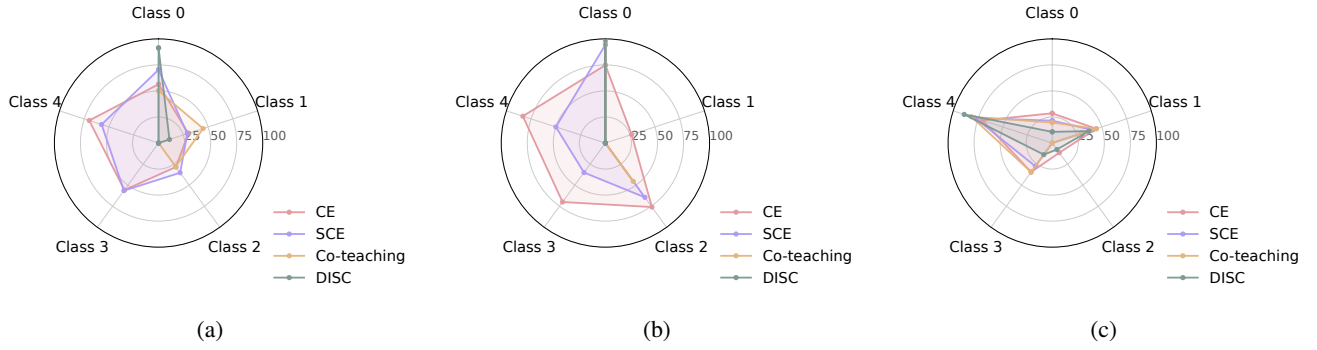 Class 0
Class 1
Class 2
Class 3
Class 4
25 50 75 100
CE
SCE
Co-teaching
DISC
(a)
Class 0
Class 1
Class 2
Class 3
Class 4
25 50 75 100
CE
SCE
Co-teaching
DISC
(b)
Class 0
Class 1
Class 2
Class 3
Class 4
25 50 75 100
CE
SCE
Co-teaching
DISC
(c)